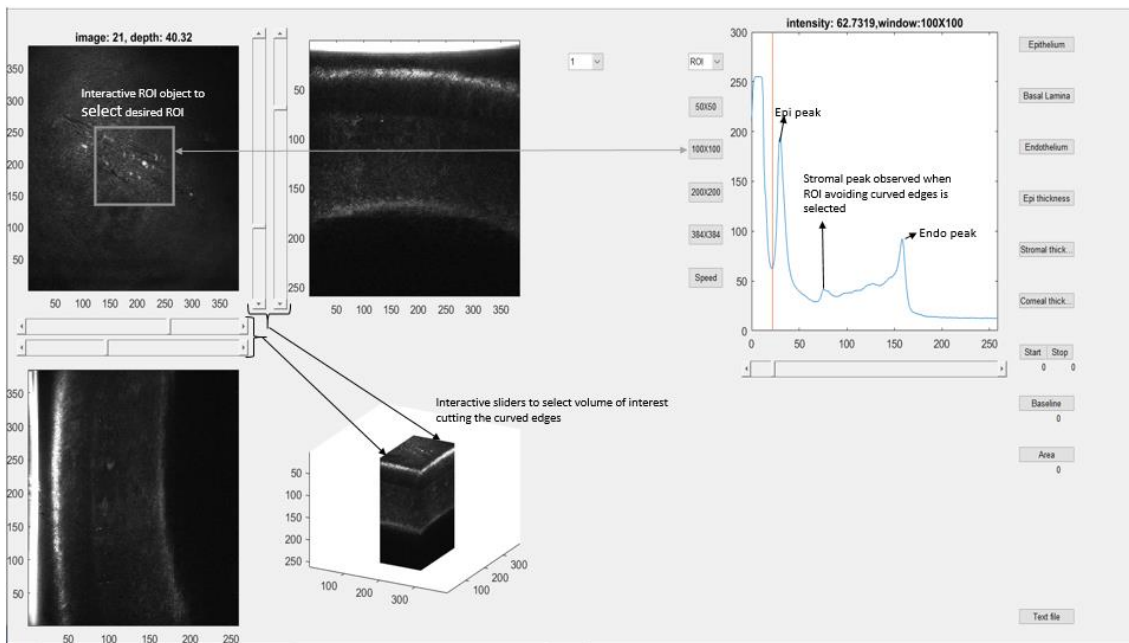 image: 21, depth: 40.32
350
300
250
200
150
100
50
50 100 150 200 250 300 350
Interactive ROI object to
select desired ROI
50
100
150
200
250
50 100 150 200 250 300 350
1
ROI
50X50
100X100
200X200
384X384
Speed
intensity: 62.7319,window:100X100
300
250
200
150
100
50
0
0 50 100 150 200 250
Epi peak
Stromal peak observed when
ROI avoiding curved edges is
selected
Endo peak
Epithelium
Basal Lamina
Endothelium
Epi thickness
Stromal thick...
Corneal thick...
Start Stop
0 0
Baseline
0
Area
0
Text file
350
300
250
200
150
100
50
50 100 150 200 250
Interactive sliders to select volume of interest
cutting the curved edges
50
100
150
200
250
100 200 300
100 200 300